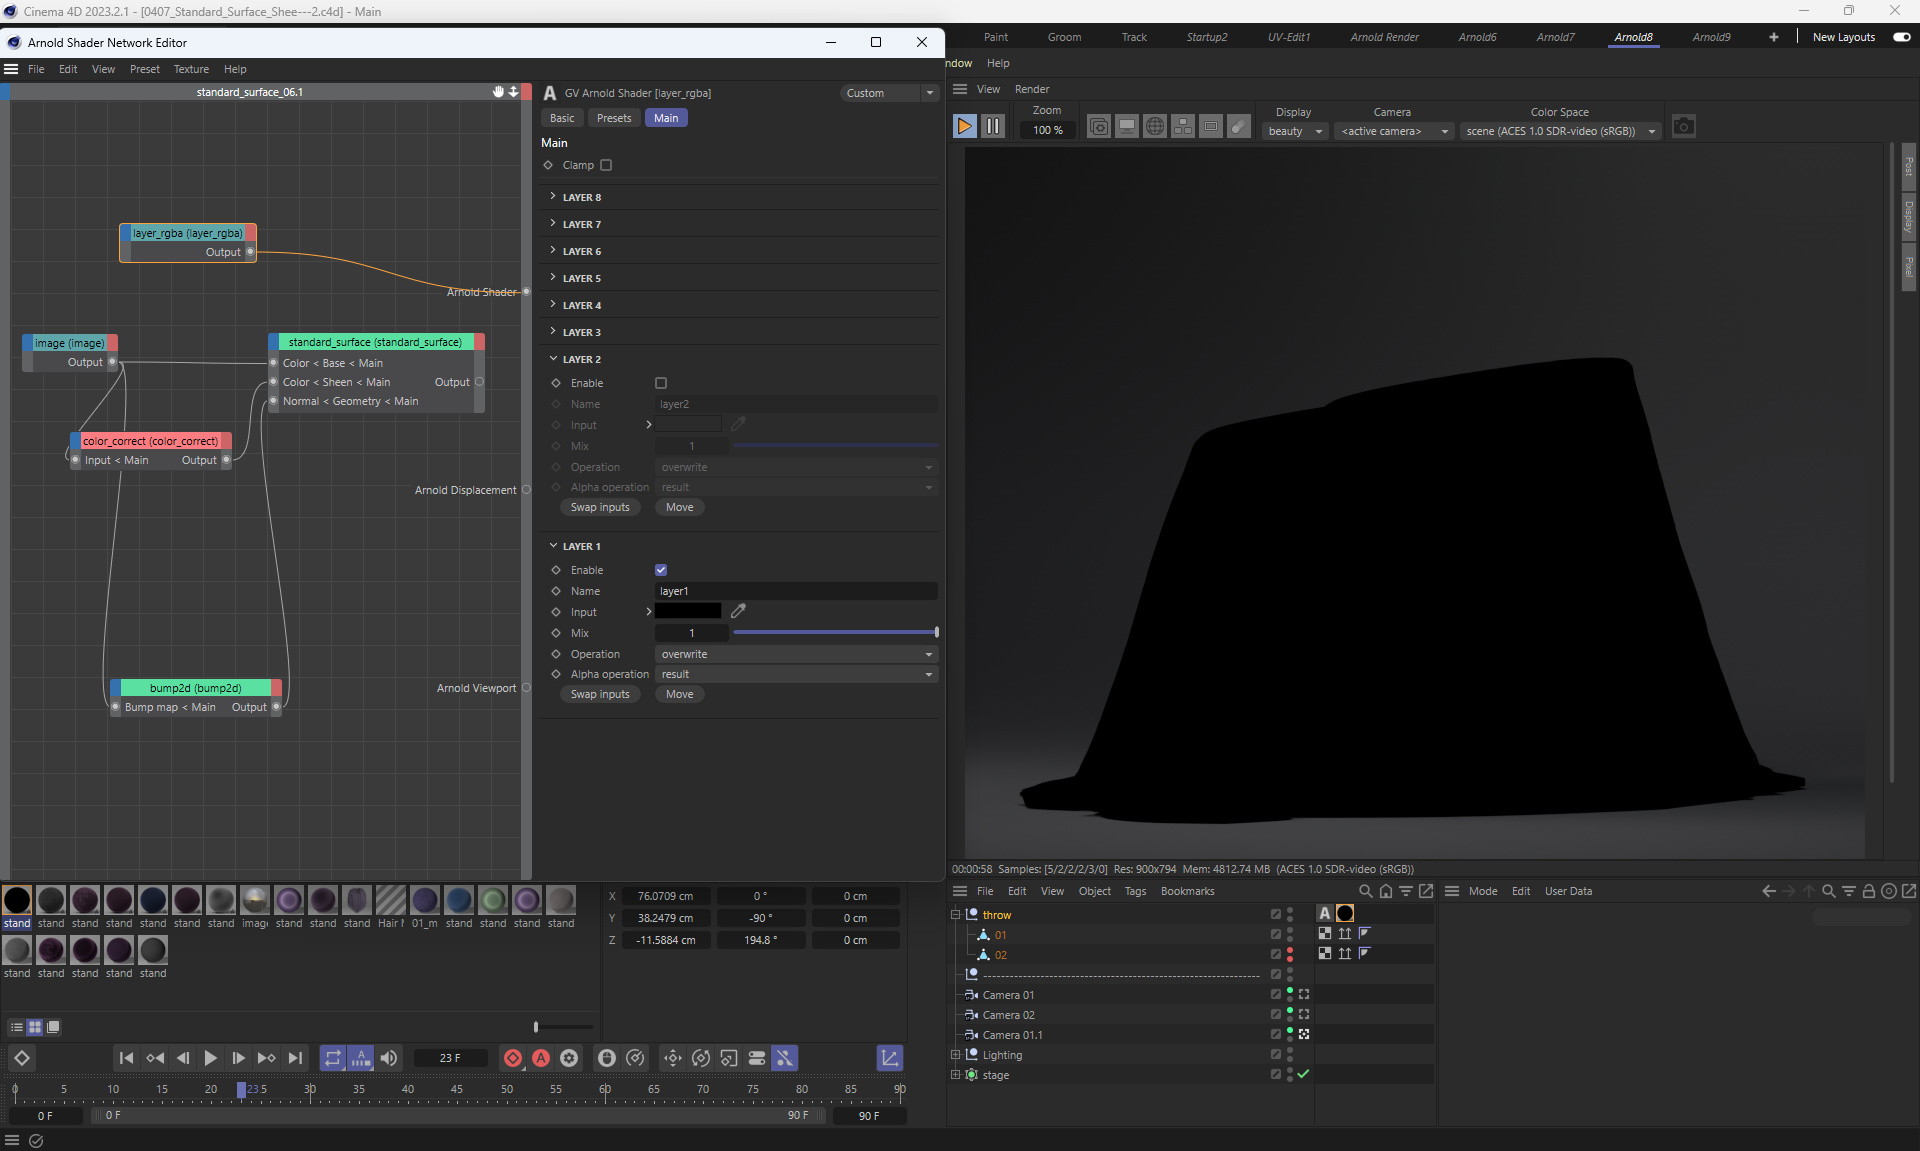 Cinema 4D 2023.2.1 - [0407_Standard_Surface_Shee---2.c4d] - Main
Arnold Shader Network Editor
Paint Groom Track Startup2 UV-Edit1 Arnold Render Arnold6 Arnold7 Arnold8 Arnold9 + New Layouts
ndow Help
File Edit View Preset Texture Help
standard_surface_06.1
layer_rgba (layer_rgba)
Output
Arnold Shader
image (image)
Output
standard_surface (standard_surface)
Color < Base < Main
Color < Sheen < Main Output
Normal < Geometry < Main
color_correct (color_correct)
Input < Main Output
Arnold Displacement
bump2d (bump2d)
Bump map < Main Output
Arnold Viewport
GV Arnold Shader [layer_rgba]
Custom
Basic Presets Main
Main
Clamp
LAYER 8
LAYER 7
LAYER 6
LAYER 5
LAYER 4
LAYER 3
LAYER 2
Enable
Name layer2
Input
Mix 1
Operation overwrite
Alpha operation result
Swap inputs Move
LAYER 1
Enable
Name layer1
Input
Mix 1
Operation overwrite
Alpha operation result
Swap inputs Move
View Render
Zoom
100 %
Display
beauty
Camera
<active camera>
Color Space
scene (ACES 1.0 SDR-video (sRGB))
Post
Display
Pixel
00:00:58 Samples: [5/2/2/2/3/0] Res: 900x794 Mem: 4812.74 MB (ACES 1.0 SDR-video (sRGB))
stand stand stand stand stand stand stand imag stand stand stand Hair 01_m stand stand stand stand
stand stand stand stand stand
X 76.0709 cm 0 ° 0 cm
Y 38.2479 cm -90 ° 0 cm
Z -11.5884 cm 194.8 ° 0 cm
23 F
0 5 10 15 20 23.5 30 35 40 45 50 55 60 65 70 75 80 85 90
0 F 0 F 90 F 90 F
File Edit View Object Tags Bookmarks
throw
01
02
--------------------------------------------------------------
Camera 01
Camera 02
Camera 01.1
Lighting
stage
Mode Edit User Data